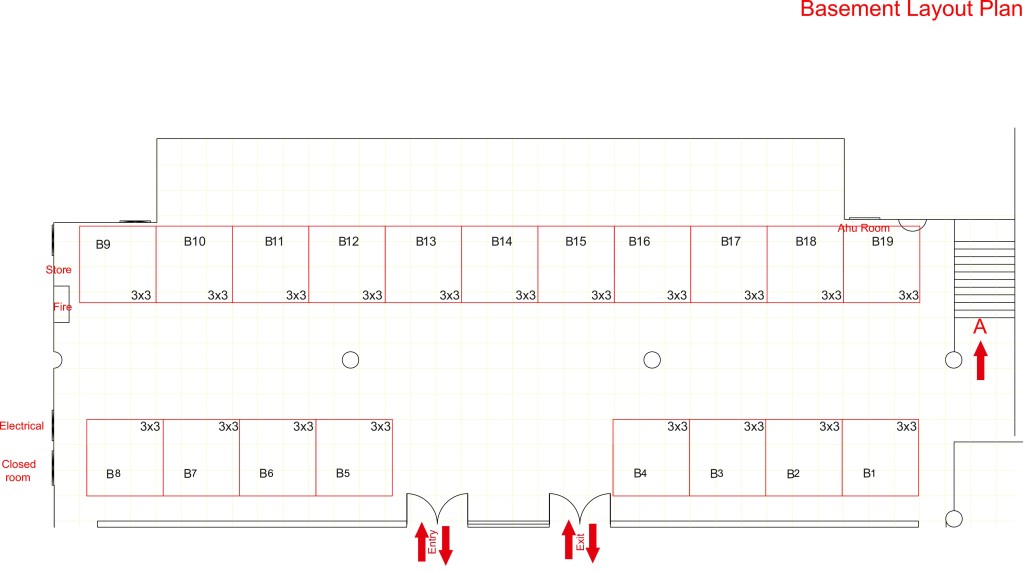 Basement Layout Plan
Ahu Room
B9
B10
B11
B12
B13
B14
B15
B16
B17
B18
B19
Store
3x3
3x3
3x3
3x3
3x3
3x3
3x3
3x3
3x3
3x3
3x3
Fire
A
Electrical
3x3
3x3
3x3
3x3
3x3
3x3
3x3
3x3
Closed
room
B8
B7
B6
B5
B4
B3
B2
B1
Entry
Exit